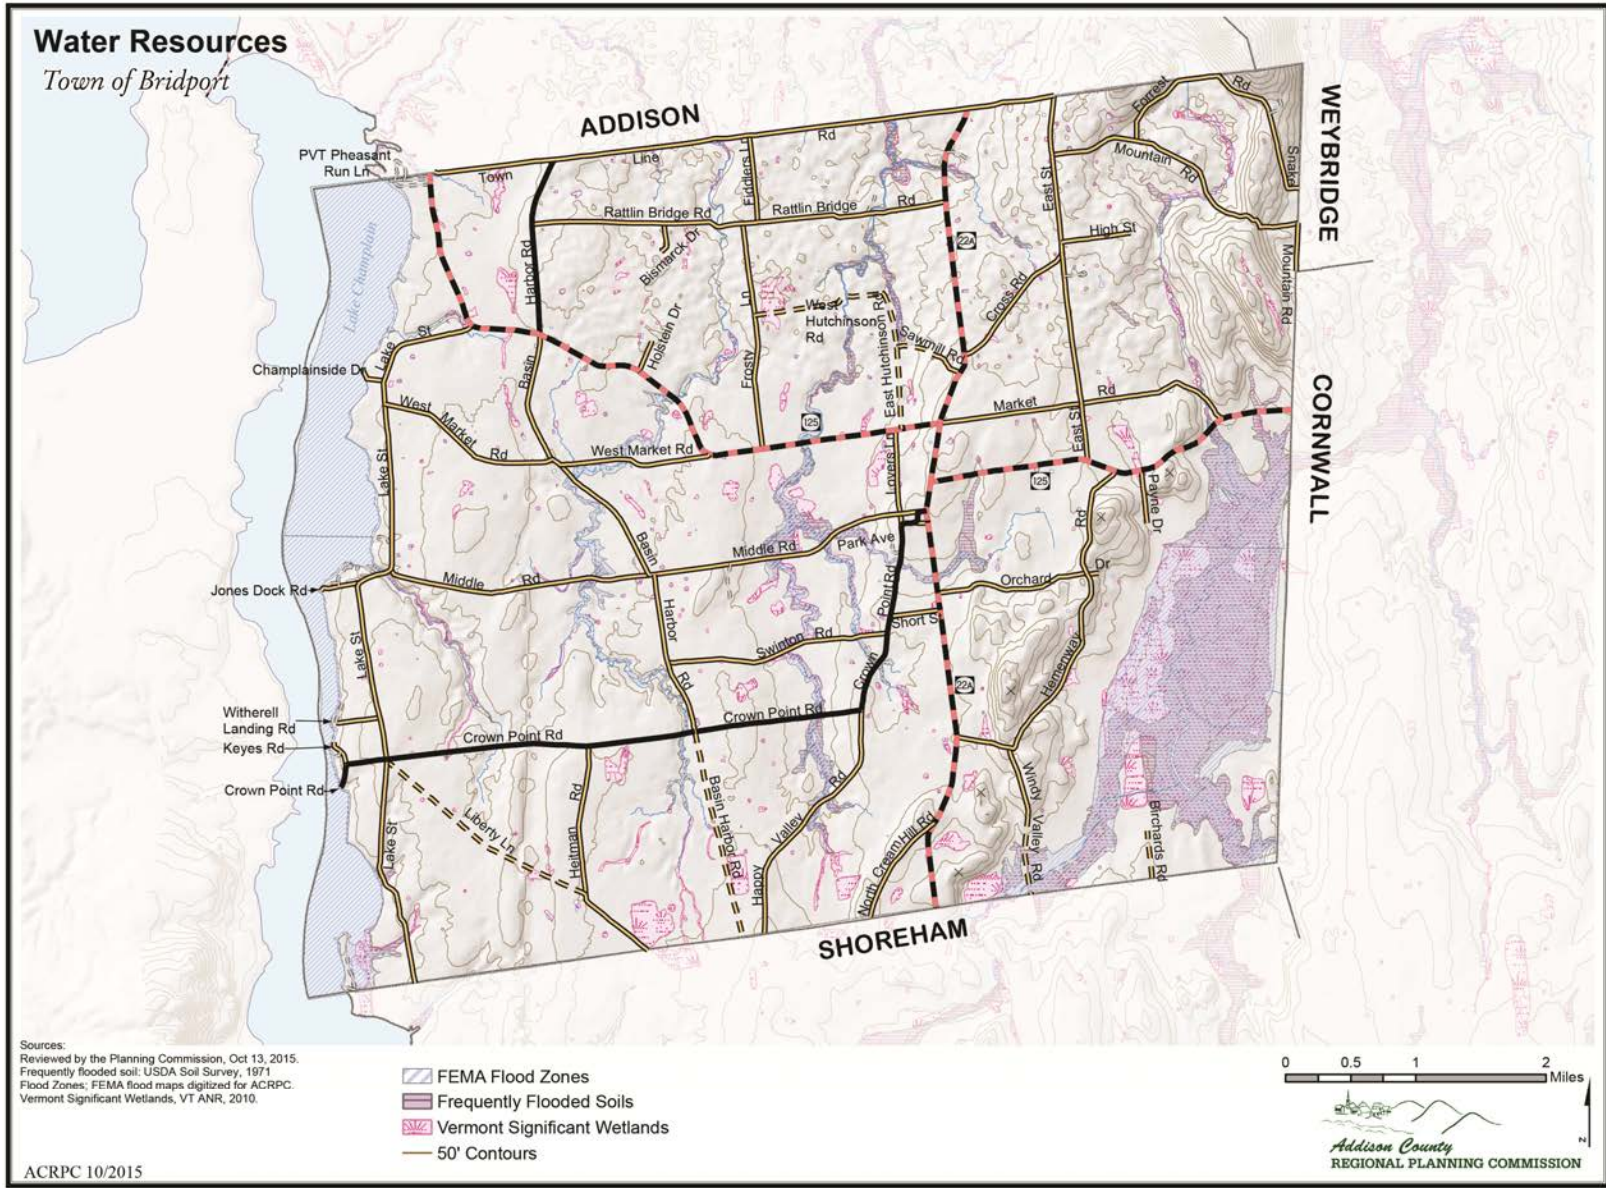 Water Resources
Town of Bridport
ADDISON
WEYBRIDGE
CORNWALL
SHOREHAM
PVT Pheasant
Run Ln
Town
Line
Rd
Fiddlers Ln
Forrest
Rd
Mountain
Rd
Snake
Mountain Rd
East St
High St
Lake Champlain
Harbor Rd
Rattlin Bridge Rd
Rattlin Bridge
Rd
Bismarck Dr
22A
Cross Rd
West
Hutchinson
Rd
East Hutchinson Rd
Sawmill Rd
Holstein Dr
Frosty
Ln
Lake
St
Champlainside Dr
Basin
West
Market
Rd
West Market Rd
125
Market
Rd
East St
Lovers Ln
125
Payne Dr
Lake St
Basin
Middle Rd
Park Ave
Rd
Jones Dock Rd
Middle
Rd
Orchard
Dr
Point Rd
Short St
Harbor
Rd
Swinton
Rd
Lake St
Crown
Hemenway
22A
Witherell
Landing Rd
Keyes Rd
Crown Point Rd
Crown Point Rd
Crown Point Rd
Liberty Ln
Heitman
Rd
Basin Harbor Rd
Happy
Valley
Rd
North Cream Hill Rd
Windy Valley Rd
Birchards Rd
Lake St
Sources:
Reviewed by the Planning Commission, Oct 13, 2015.
Frequently flooded soil: USDA Soil Survey, 1971
Flood Zones; FEMA flood maps digitized for ACRPC.
Vermont Significant Wetlands, VT ANR, 2010.
FEMA Flood Zones
Frequently Flooded Soils
Vermont Significant Wetlands
50' Contours
0 0.5 1 2
Miles
N
Addison County
REGIONAL PLANNING COMMISSION
ACRPC 10/2015